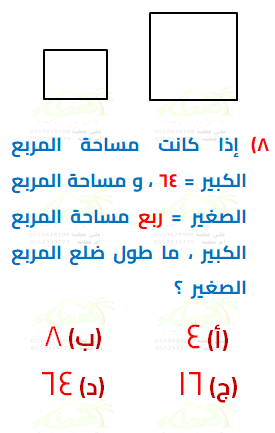 ٨) إذا كانت مساحة المربع
الكبير = ٦٤ ، و مساحة المربع
الصغير = ربع مساحة المربع
الكبير ، ما طول ضلع المربع
الصغير ؟
(أ) ٤ (ب) ٨
(ج) ١٦ (د) ٦٤